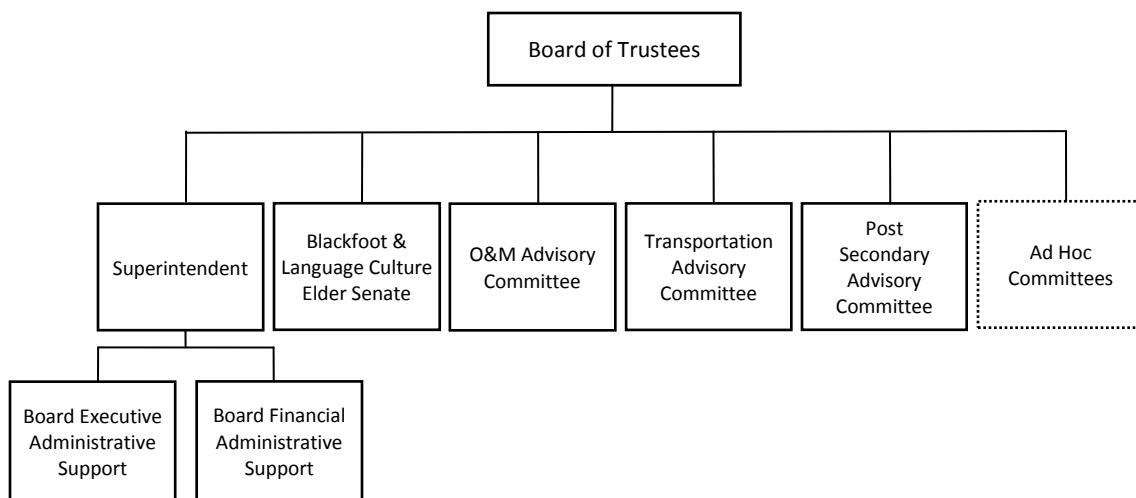 Board of Trustees
Superintendent
Blackfoot &
Language Culture
Elder Senate
O&M Advisory
Committee
Transportation
Advisory
Committee
Post
Secondary
Advisory
Committee
Ad Hoc
Committees
Board Executive
Administrative
Support
Board Financial
Administrative
Support